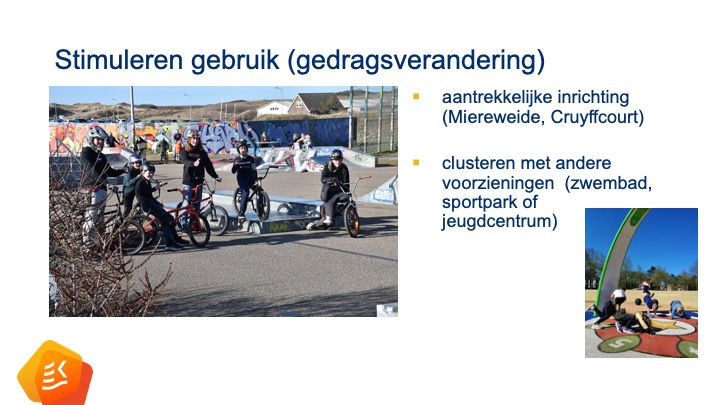 Stimuleren gebruik (gedragsverandering)
aantrekkelijke inrichting
(Miereweide, Cruyffcourt)
clusteren met andere
voorzieningen (zwembad,
sportpark of
jeugdcentrum)